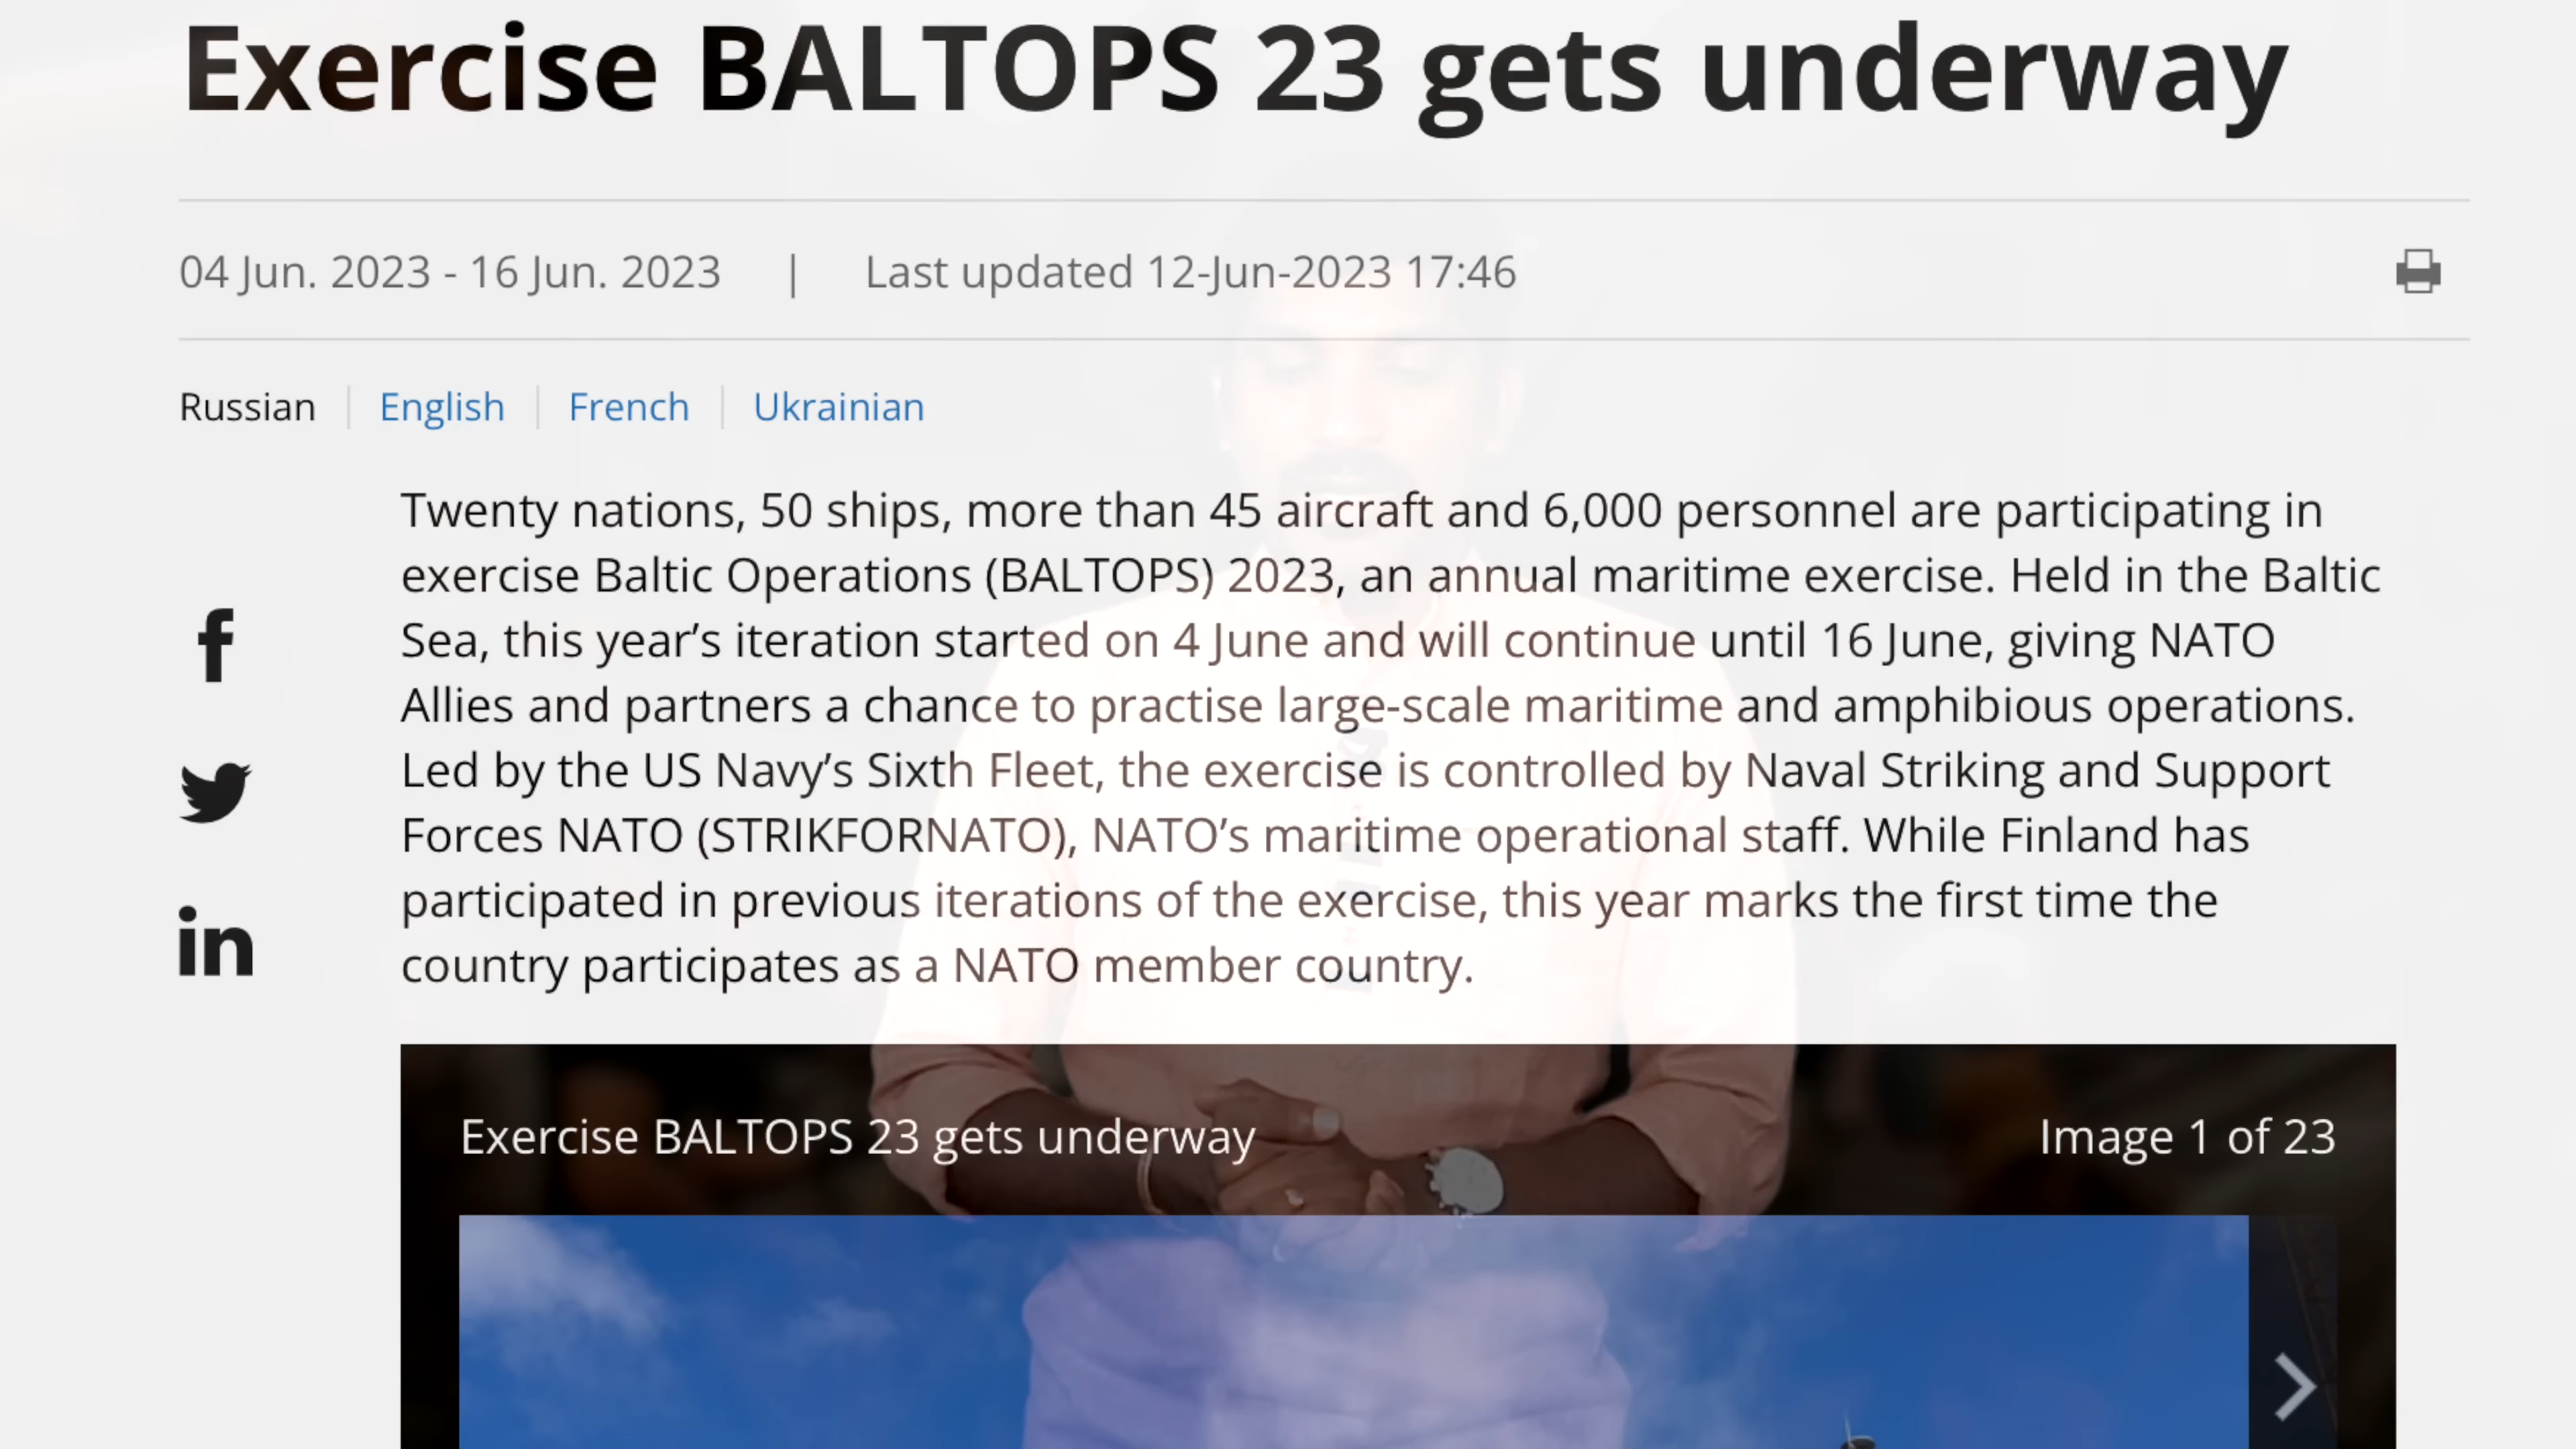 Exercise BALTOPS 23 gets underway
04 Jun. 2023 - 16 Jun. 2023 | Last updated 12-Jun-2023 17:46
Russian | English | French | Ukrainian
Twenty nations, 50 ships, more than 45 aircraft and 6,000 personnel are participating in
exercise Baltic Operations (BALTOPS) 2023, an annual maritime exercise. Held in the Baltic
Sea, this year’s iteration started on 4 June and will continue until 16 June, giving NATO
Allies and partners a chance to practise large-scale maritime and amphibious operations.
Led by the US Navy’s Sixth Fleet, the exercise is controlled by Naval Striking and Support
Forces NATO (STRIKFORNATO), NATO’s maritime operational staff. While Finland has
participated in previous iterations of the exercise, this year marks the first time the
country participates as a NATO member country.
Exercise BALTOPS 23 gets underway
Image 1 of 23